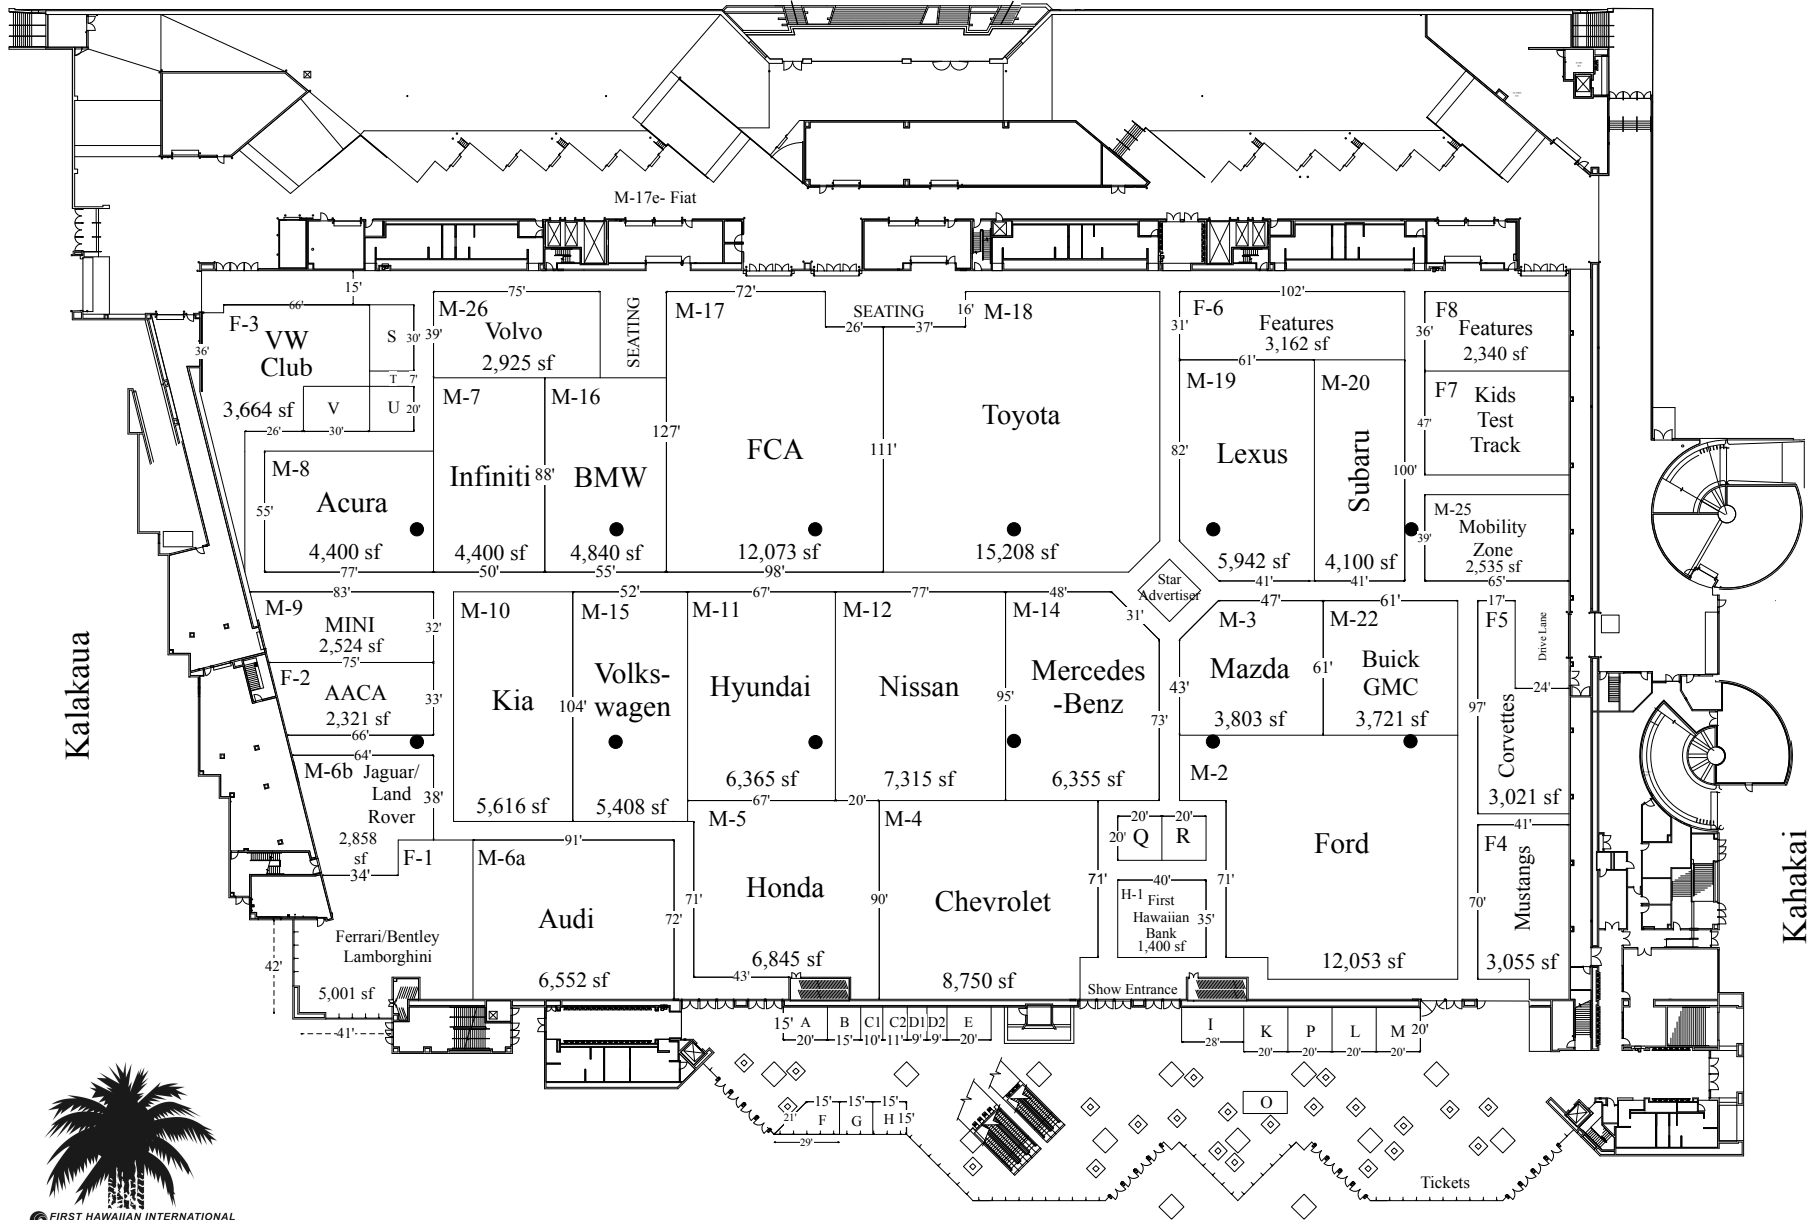 M-17e- Fiat
15'
66'
F-3
VW
Club
3,664 sf
36'
26'
30'
S
30'
T
7'
U
20'
V
M-26
75'
Volvo
2,925 sf
39'
SEATING
M-17
72'
FCA
12,073 sf
127'
98'
SEATING
26'
37'
16'
M-18
Toyota
15,208 sf
111'
F-6
102'
Features
3,162 sf
31'
61'
F8
Features
2,340 sf
36'
F7
Kids
Test
Track
47'
M-7
Infiniti
4,400 sf
88'
50'
M-16
BMW
4,840 sf
55'
M-19
Lexus
5,942 sf
82'
41'
M-20
Subaru
4,100 sf
100'
41'
M-8
Acura
4,400 sf
55'
77'
M-25
Mobility
Zone
2,535 sf
39'
65'
Star
Advertiser
M-9
83'
MINI
2,524 sf
32'
75'
F-2
AACA
2,321 sf
33'
66'
64'
M-6b
Jaguar/
Land
Rover
2,858
sf
38'
34'
M-10
Kia
5,616 sf
104'
52'
M-15
Volks-
wagen
5,408 sf
M-11
67'
Hyundai
6,365 sf
67'
M-12
77'
Nissan
7,315 sf
20'
M-14
48'
31'
Mercedes
-Benz
6,355 sf
95'
73'
M-3
47'
Mazda
3,803 sf
43'
61'
M-22
61'
Buick
GMC
3,721 sf
17'
F5
Drive Lane
24'
97'
Corvettes
3,021 sf
41'
F4
Mustangs
3,055 sf
70'
M-2
Ford
12,053 sf
71'
20'
20'
20'
Q
R
40'
H-1
First
Hawaiian
Bank
1,400 sf
35'
M-5
Honda
6,845 sf
71'
43'
90'
M-4
Chevrolet
8,750 sf
71'
F-1
91'
M-6a
Audi
6,552 sf
72'
Ferrari/Bentley
Lamborghini
5,001 sf
42'
41'
Show Entrance
Kalakaua
Kahakai
15'
A
B
C1
C2
D1
D2
E
20'
15'
10'
11'
9'
9'
20'
I
K
P
L
M
20'
28'
20'
20'
20'
20'
15'
15'
15'
21'
F
G
H
15'
29'
O
Tickets
FIRST HAWAIIAN INTERNATIONAL